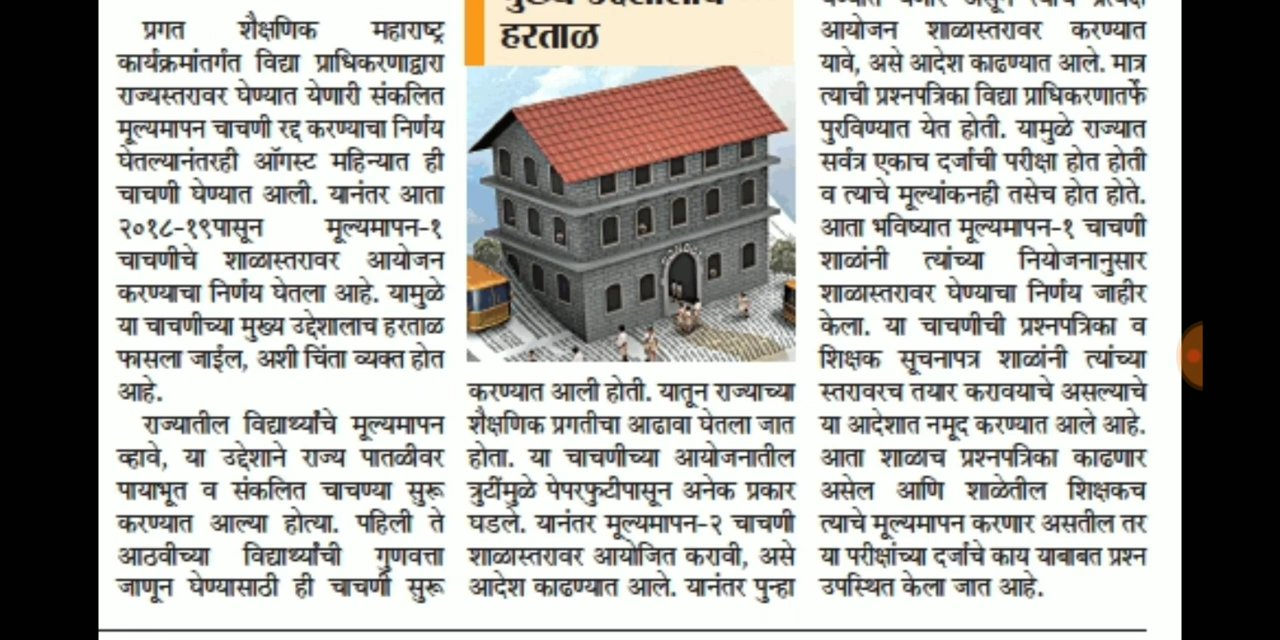 प्रगत शैक्षणिक महाराष्ट्र
कार्यक्रमांतर्गत विद्या प्राधिकरणाद्वारा
राज्यस्तरावर घेण्यात येणारी संकलित
मूल्यमापन चाचणी रद्द करण्याचा निर्णय
घेतल्यानंतरही ऑगस्ट महिन्यात ही
चाचणी घेण्यात आली. यानंतर आता
२०१८-१९पासून मूल्यमापन-१
चाचणीचे शाळास्तरावर आयोजन
करण्याचा निर्णय घेतला आहे. यामुळे
या चाचणीच्या मुख्य उद्देशालाच हरताळ
फासला जाईल, अशी चिंता व्यक्त होत
आहे.
राज्यातील विद्यार्थ्यांचे मूल्यमापन
व्हावे, या उद्देशाने राज्य पातळीवर
पायाभूत व संकलित चाचण्या सुरू
करण्यात आल्या होत्या. पहिली ते
आठवीच्या विद्यार्थ्यांची गुणवत्ता
जाणून घेण्यासाठी ही चाचणी सुरू
हरताळ
करण्यात आली होती. यातून राज्याच्या
शैक्षणिक प्रगतीचा आढावा घेतला जात
होता. या चाचणीच्या आयोजनातील
त्रुटींमुळे पेपरफुटीपासून अनेक प्रकार
घडले. यानंतर मूल्यमापन-२ चाचणी
शाळास्तरावर आयोजित करावी, असे
आदेश काढण्यात आले. यानंतर पुन्हा
आयोजन शाळास्तरावर करण्यात
यावे, असे आदेश काढण्यात आले. मात्र
त्याची प्रश्नपत्रिका विद्या प्राधिकरणातर्फे
पुरविण्यात येत होती. यामुळे राज्यात
सर्वत्र एकाच दर्जाची परीक्षा होत होती
व त्याचे मूल्यांकनही तसेच होत होते.
आता भविष्यात मूल्यमापन-१ चाचणी
शाळांनी त्यांच्या नियोजनानुसार
शाळास्तरावर घेण्याचा निर्णय जाहीर
केला. या चाचणीची प्रश्नपत्रिका व
शिक्षक सूचनापत्र शाळांनी त्यांच्या
स्तरावरच तयार करावयाचे असल्याचे
या आदेशात नमूद करण्यात आले आहे.
आता शाळाच प्रश्नपत्रिका काढणार
असेल आणि शाळेतील शिक्षकच
त्याचे मूल्यमापन करणार असतील तर
या परीक्षांच्या दर्जाचे काय याबाबत प्रश्न
उपस्थित केला जात आहे.